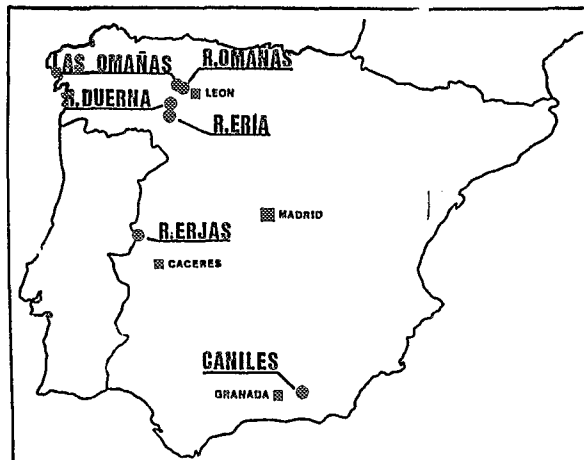 LAS OMAÑAS
R.OMAÑAS
LEON
R.DUERNA
R.ERÍA
MADRID
R.ERJAS
CACERES
CANILES
GRANADA